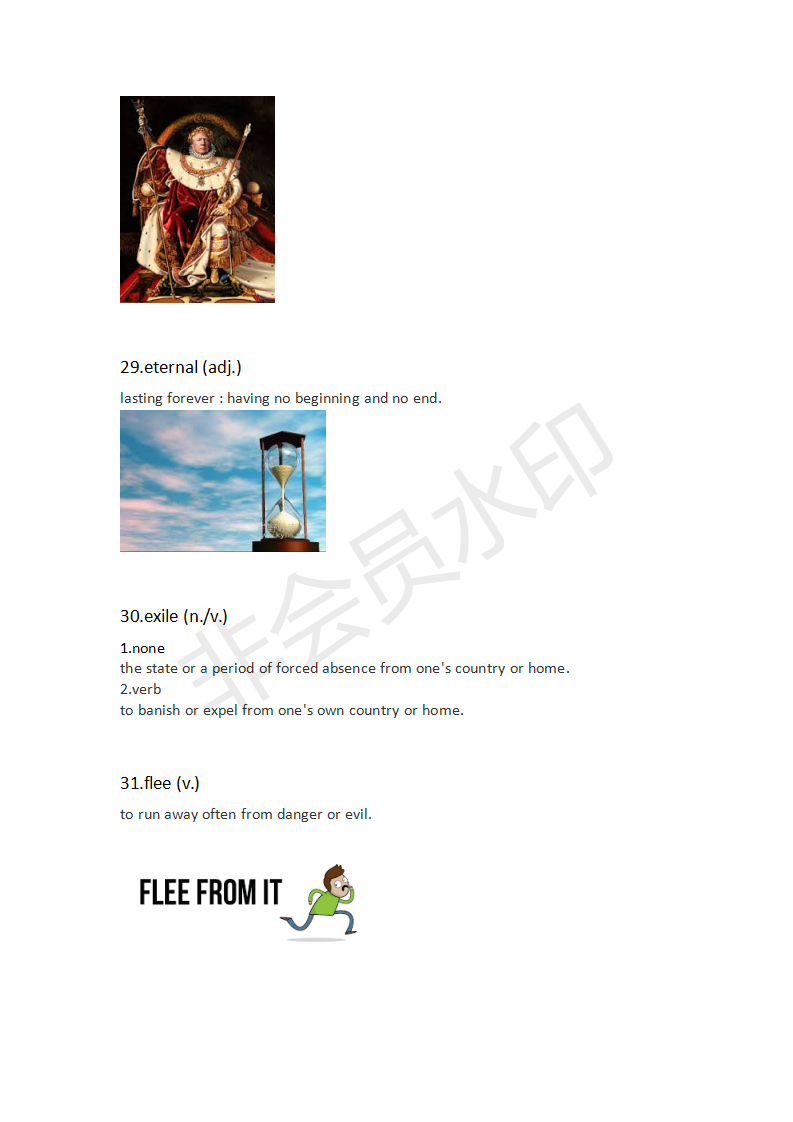 29.eternal (adj.)
lasting forever : having no beginning and no end.
30.exile (n./v.)
1.none
the state or a period of forced absence from one's country or home.
2.verb
to banish or expel from one's own country or home.
31.flee (v.)
to run away often from danger or evil.
FLEE FROM IT
非会员水印